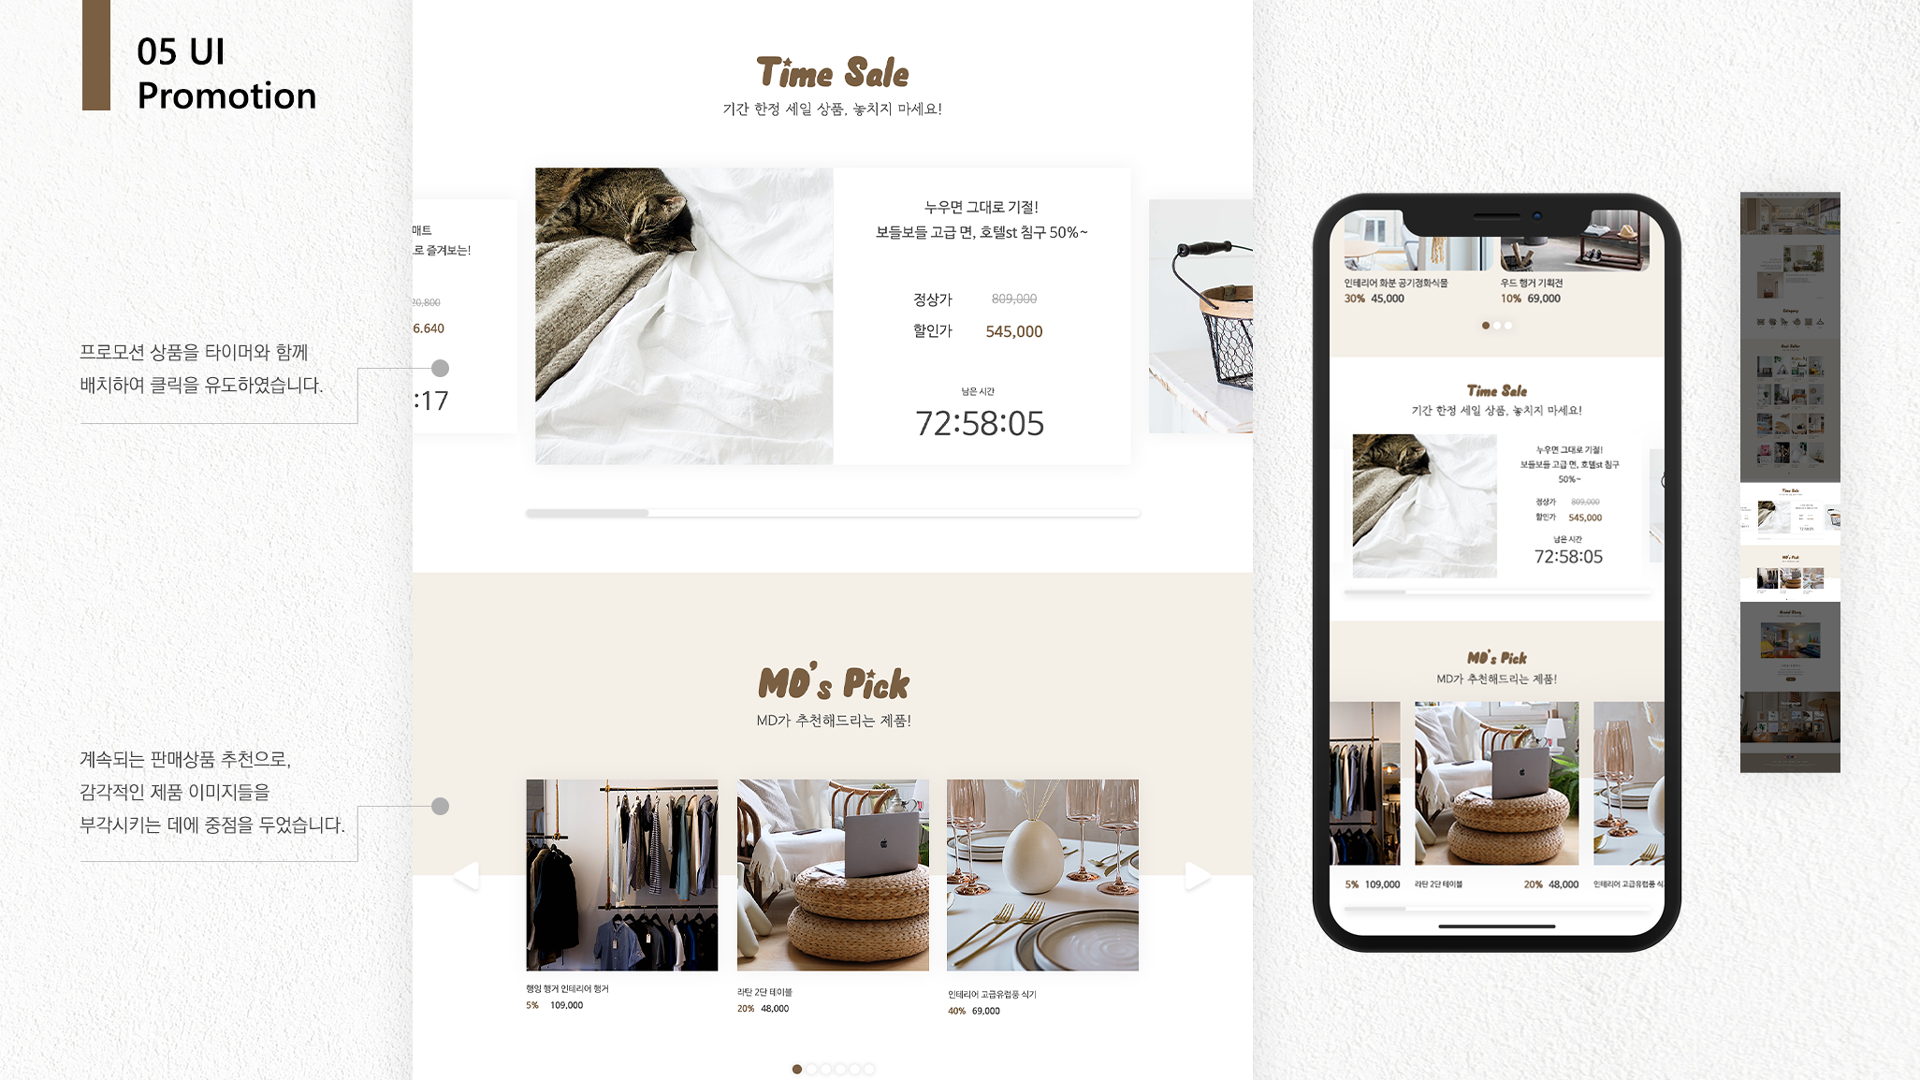 05 UI
Promotion
프로모션 상품을 타이머와 함께
배치하여 클릭을 유도하였습니다.
계속되는 판매상품 추천으로,
감각적인 제품 이미지들을
부각시키는 데에 중점을 두었습니다.
Time Sale
기간 한정 세일 상품, 놓치지 마세요!
매트
로 즐겨보는!
20,800
6.640
:17
누우면 그대로 기절!
보들보들 고급 면, 호텔st 침구 50%~
정상가 809,000
할인가 545,000
남은 시간
72:58:05
MD's Pick
MD가 추천해드리는 제품!
행잉 행거 인테리어 행거
5% 109,000
라탄 2단 테이블
20% 48,000
인테리어 고급유럽풍 식기
40% 69,000
인테리어 화분 공기정화식물
30% 45,000
우드 행거 기획전
10% 69,000
Time Sale
기간 한정 세일 상품, 놓치지 마세요!
누우면 그대로 기절!
보들보들 고급 면, 호텔st 침구
50%~
정상가 809,000
할인가 545,000
남은 시간
72:58:05
MD's Pick
MD가 추천해드리는 제품!
5% 109,000
라탄 2단 테이블 20% 48,000
인테리어 고급유럽풍 식
Time Sale
72:58:05
MD's Pick